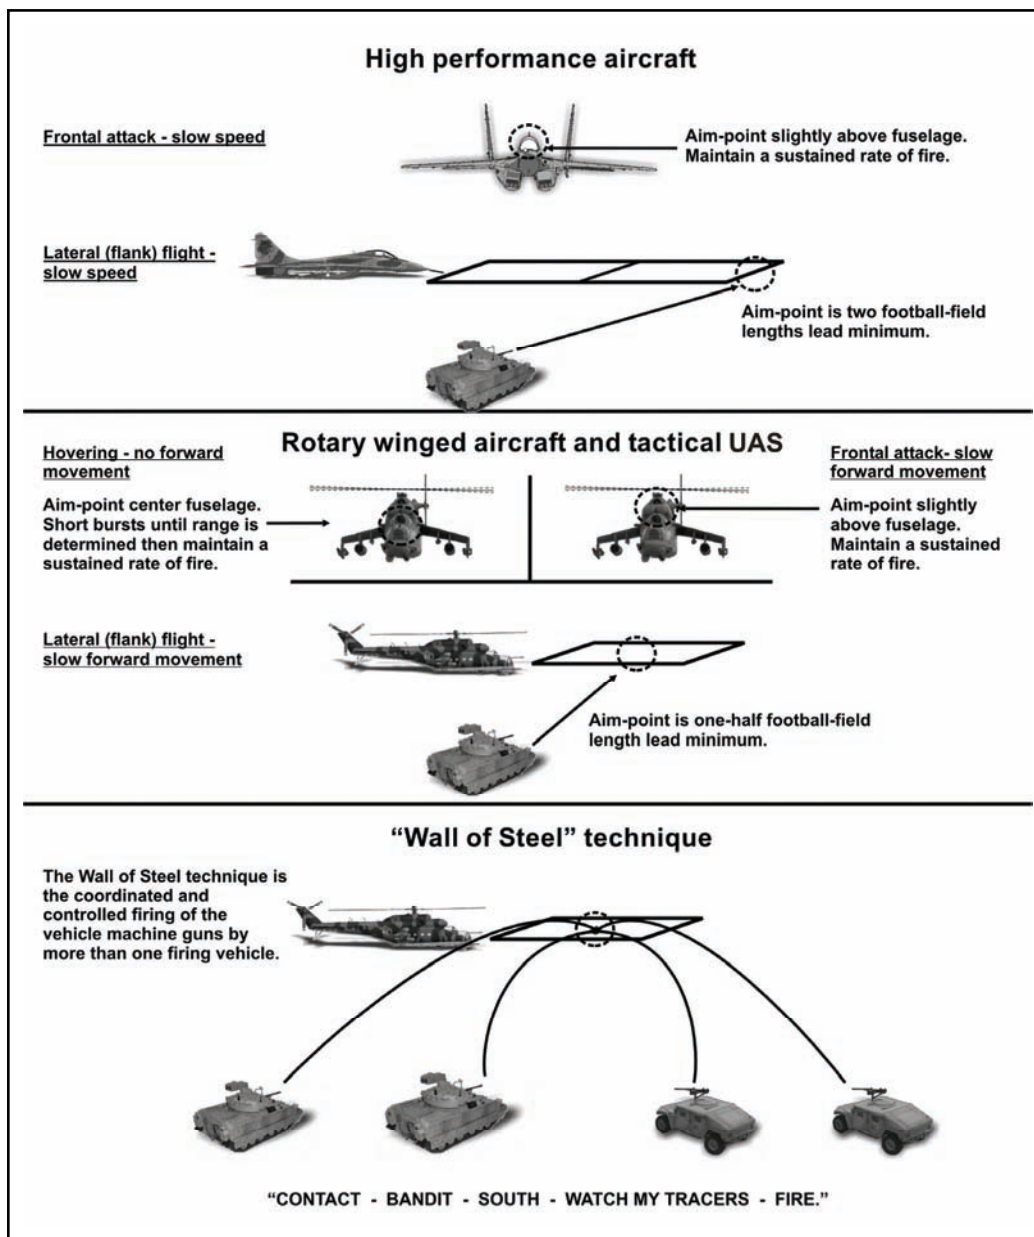 High performance aircraft
Frontal attack - slow speed
Aim-point slightly above fuselage.
Maintain a sustained rate of fire.
Lateral (flank) flight -
slow speed
Aim-point is two football-field
lengths lead minimum.
Rotary winged aircraft and tactical UAS
Hovering - no forward
movement
Aim-point center fuselage.
Short bursts until range is
determined then maintain a
sustained rate of fire.
Frontal attack- slow
forward movement
Aim-point slightly
above fuselage.
Maintain a sustained
rate of fire.
Lateral (flank) flight -
slow forward movement
Aim-point is one-half football-field
length lead minimum.
“Wall of Steel” technique
The Wall of Steel technique is
the coordinated and
controlled firing of the
vehicle machine guns by
more than one firing vehicle.
“CONTACT - BANDIT - SOUTH - WATCH MY TRACERS - FIRE.”